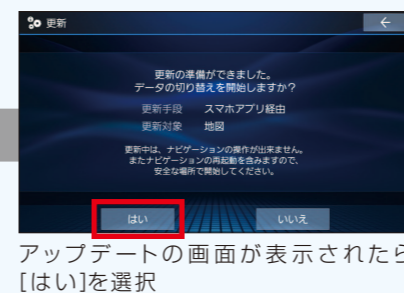 更新
更新の準備ができました。
データの切り替えを開始しますか？
更新手段 スマホアプリ経由
更新対象 地図
更新中は、ナビゲーションの操作が出来ません。
またナビゲーションの再起動を含みますので、
安全な場所で開始してください。
はい いいえ
アップデートの画面が表示されたら
[はい]を選択